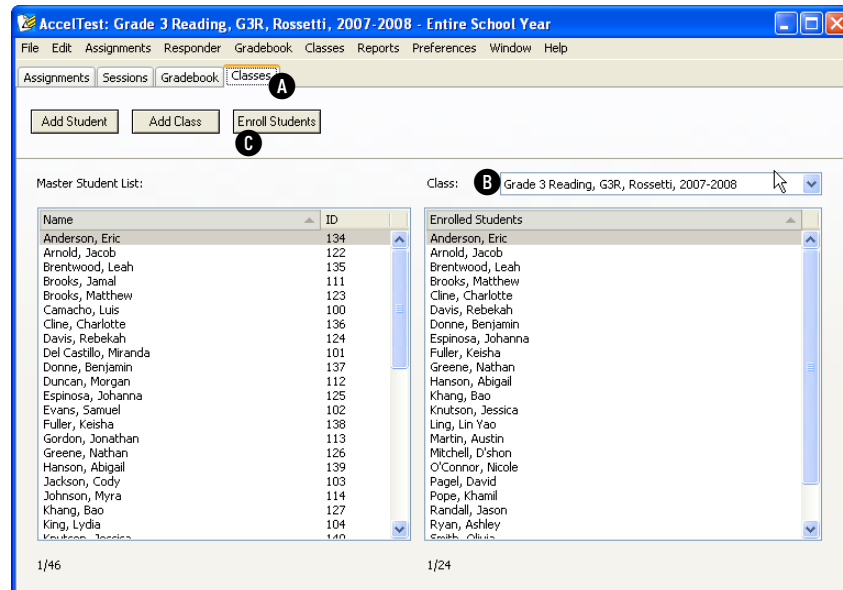 AccelTest: Grade 3 Reading, G3R, Rossetti, 2007-2008 - Entire School Year
File Edit Assignments Responder Gradebook Classes Reports Preferences Window Help
Assignments Sessions Gradebook Classes
A
Add Student Add Class Enroll Students
C
Master Student List: Class: B Grade 3 Reading, G3R, Rossetti, 2007-2008
Name ID Enrolled Students
Anderson, Eric 134 Anderson, Eric
Arnold, Jacob 122 Arnold, Jacob
Brentwood, Leah 135 Brentwood, Leah
Brooks, Jamal 111 Brooks, Matthew
Brooks, Matthew 123 Cline, Charlotte
Camacho, Luis 100 Davis, Rebekah
Cline, Charlotte 136 Donne, Benjamin
Davis, Rebekah 124 Espinosa, Johanna
Del Castillo, Miranda 101 Fuller, Keisha
Donne, Benjamin 137 Greene, Nathan
Duncan, Morgan 112 Hanson, Abigail
Espinosa, Johanna 125 Khang, Bao
Evans, Samuel 102 Knutson, Jessica
Fuller, Keisha 138 Ling, Lin Yao
Gordon, Jonathan 113 Martin, Austin
Greene, Nathan 126 Mitchell, D'shon
Hanson, Abigail 139 O'Connor, Nicole
Jackson, Cody 103 Pagel, David
Johnson, Myra 114 Pope, Khamil
Khang, Bao 127 Randall, Jason
King, Lydia 104 Ryan, Ashley
Knutson, Jessica 140 Smith, Olivia
1/46 1/24